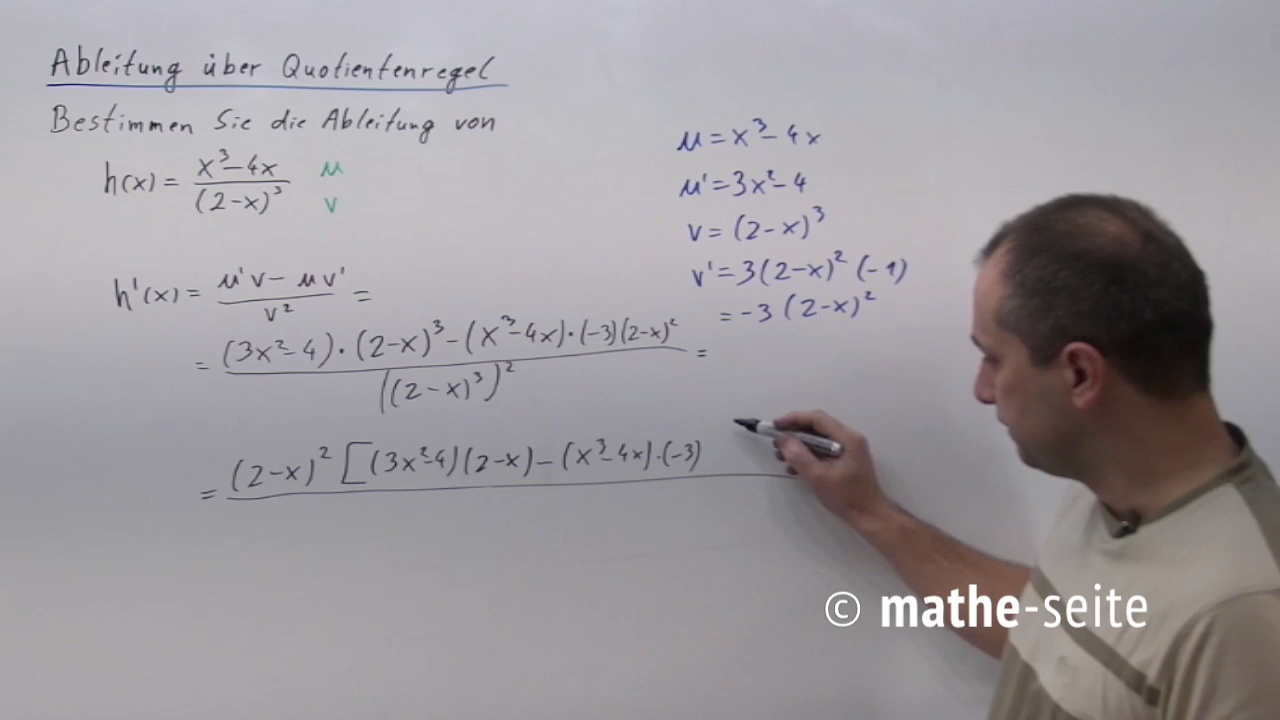 Ableitung über Quotientenregel
Bestimmen Sie die Ableitung von
h(x) = (x³-4x)/((2-x)³) u v
h'(x) = (u'v - uv')/(v²) =
= ((3x²-4)·(2-x)³-(x³-4x)·(-3)(2-x)²)/(((2-x)³)²) =
= (2-x)² [(3x²-4)(2-x)-(x³-4x)·(-3)
u = x³-4x
u' = 3x²-4
v = (2-x)³
v' = 3(2-x)² (-1)
= -3 (2-x)²
© mathe-seite